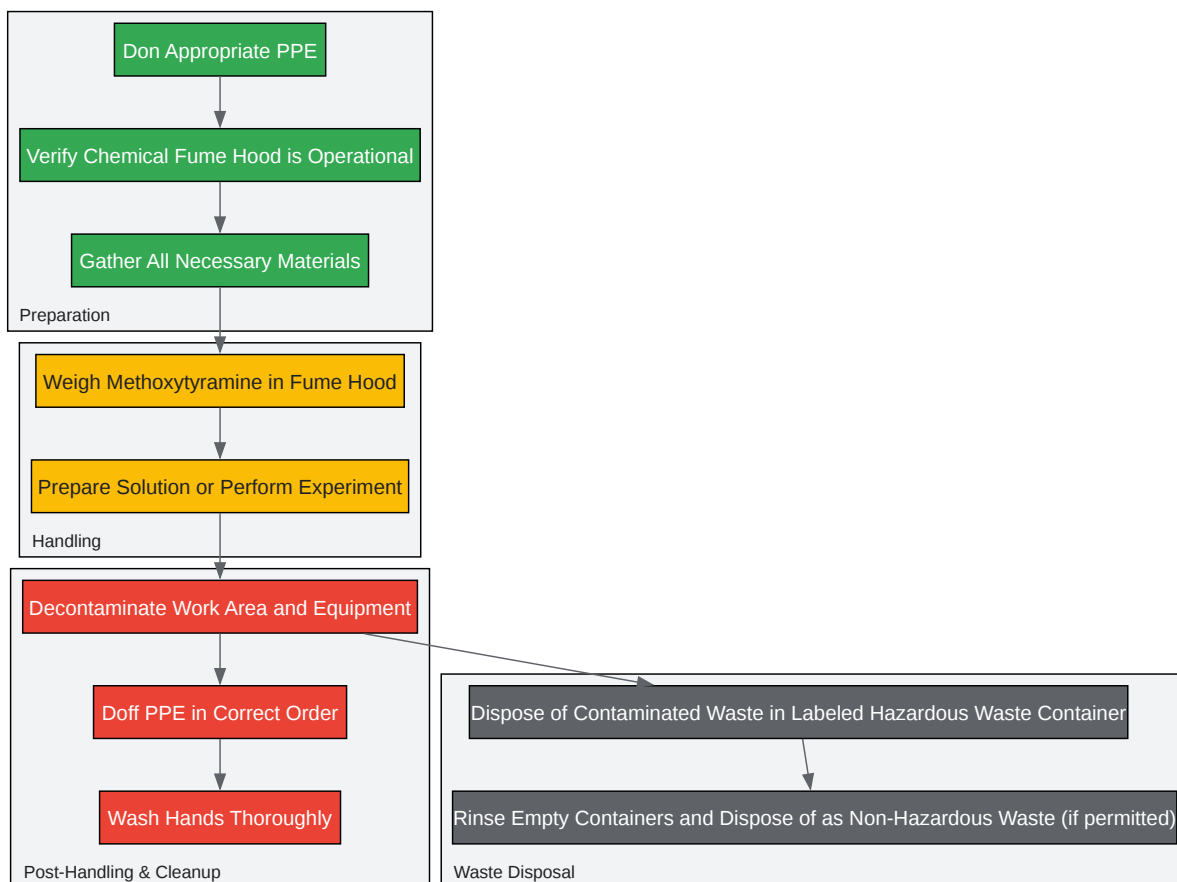 Don Appropriate PPE
Verify Chemical Fume Hood is Operational
Gather All Necessary Materials
Preparation
Weigh Methoxytyramine in Fume Hood
Prepare Solution or Perform Experiment
Handling
Decontaminate Work Area and Equipment
Doff PPE in Correct Order
Wash Hands Thoroughly
Post-Handling & Cleanup
Dispose of Contaminated Waste in Labeled Hazardous Waste Container
Rinse Empty Containers and Dispose of as Non-Hazardous Waste (if permitted)
Waste Disposal